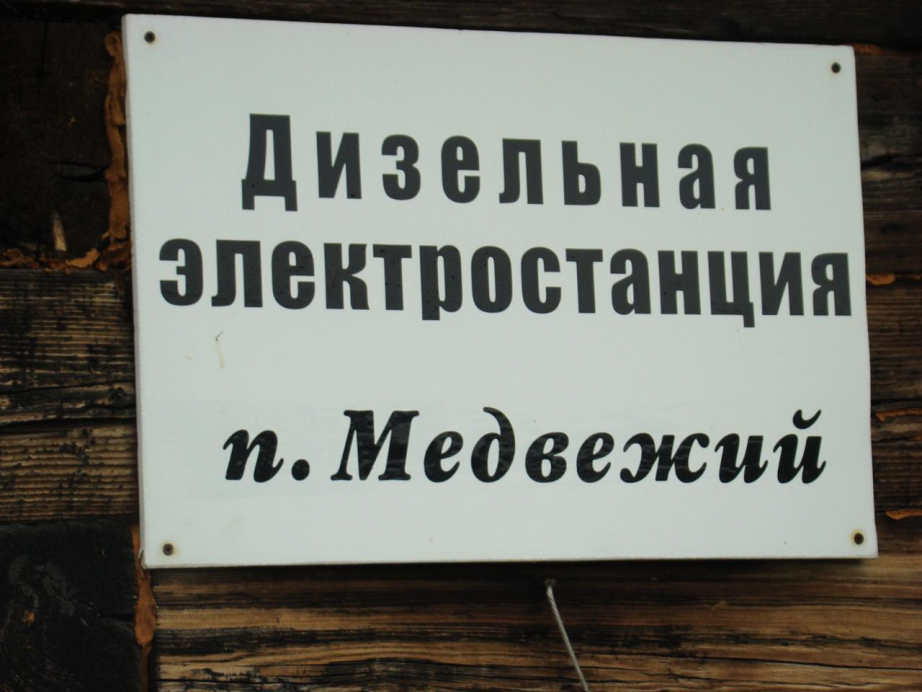 Дизельная
электростанция
п. Медвежий